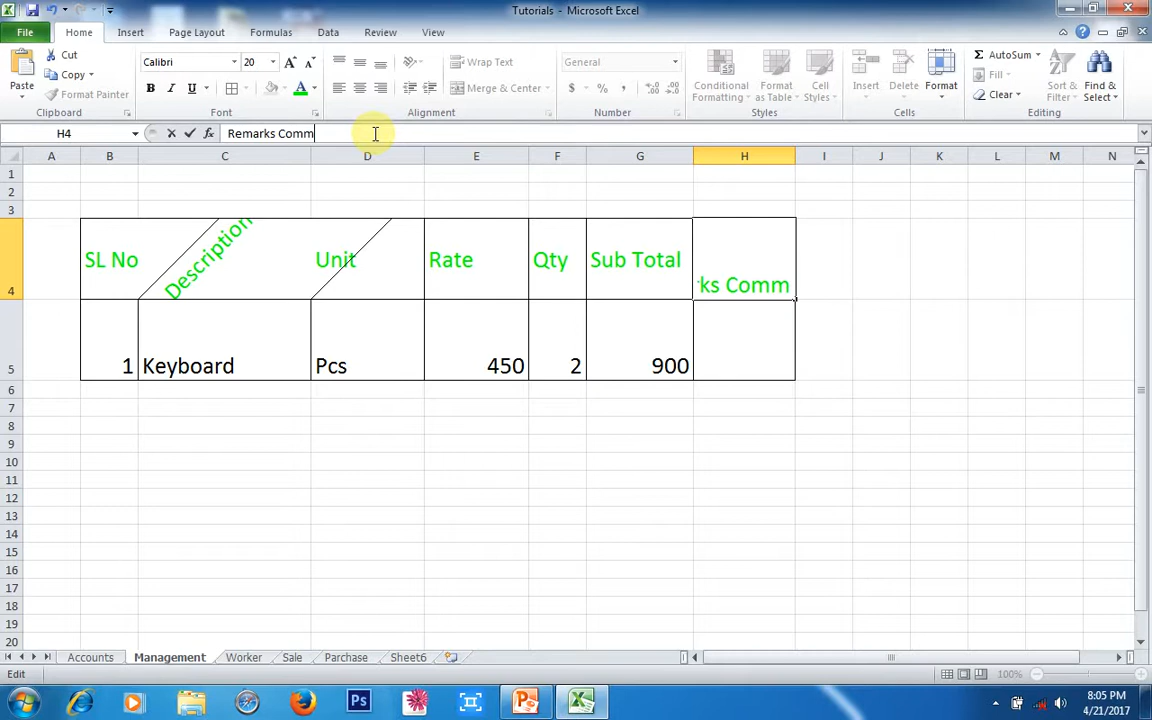 Tutorials - Microsoft Excel
File Home Insert Page Layout Formulas Data Review View
Cut
Copy
Format Painter
Paste
Clipboard
Calibri 20
B I U
Font
Wrap Text
Merge & Center
Alignment
General
$ % ,
Number
Conditional Formatting
Format as Table
Cell Styles
Styles
Insert Delete Format
Cells
AutoSum
Fill
Clear
Sort & Filter
Find & Select
Editing
H4 fx Remarks Comm
A B C D E F G H I J K L M N
1
2
3
4 SL No Description Unit Rate Qty Sub Total ks Comm
5 1 Keyboard Pcs 450 2 900
6
7
8
9
10
11
12
13
14
15
16
17
18
19
20
Accounts Management Worker Sale Parchase Sheet6
Edit 100%
Ps
8:05 PM
4/21/2017